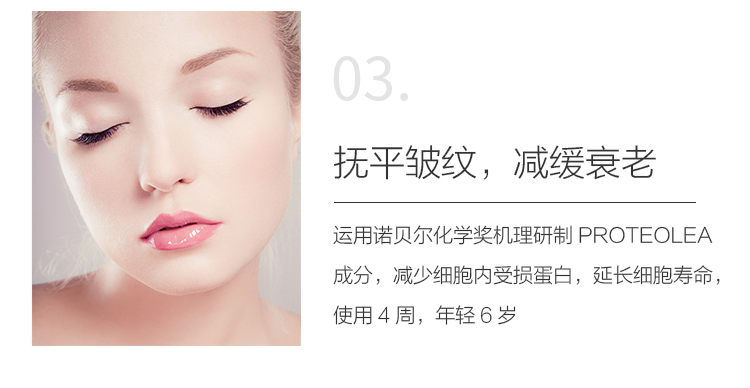 03.
抚平皱纹，减缓衰老
运用诺贝尔化学奖机理研制 PROTEOLEA
成分，减少细胞内受损蛋白，延长细胞寿命，
使用 4 周，年轻 6 岁